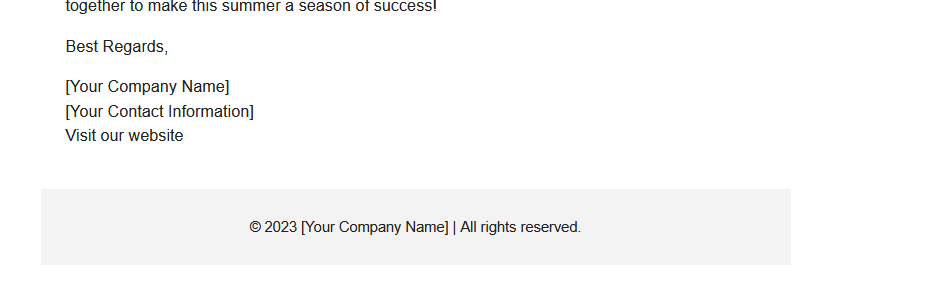 together to make this summer a season of success!
Best Regards,
[Your Company Name]
[Your Contact Information]
Visit our website
© 2023 [Your Company Name] | All rights reserved.